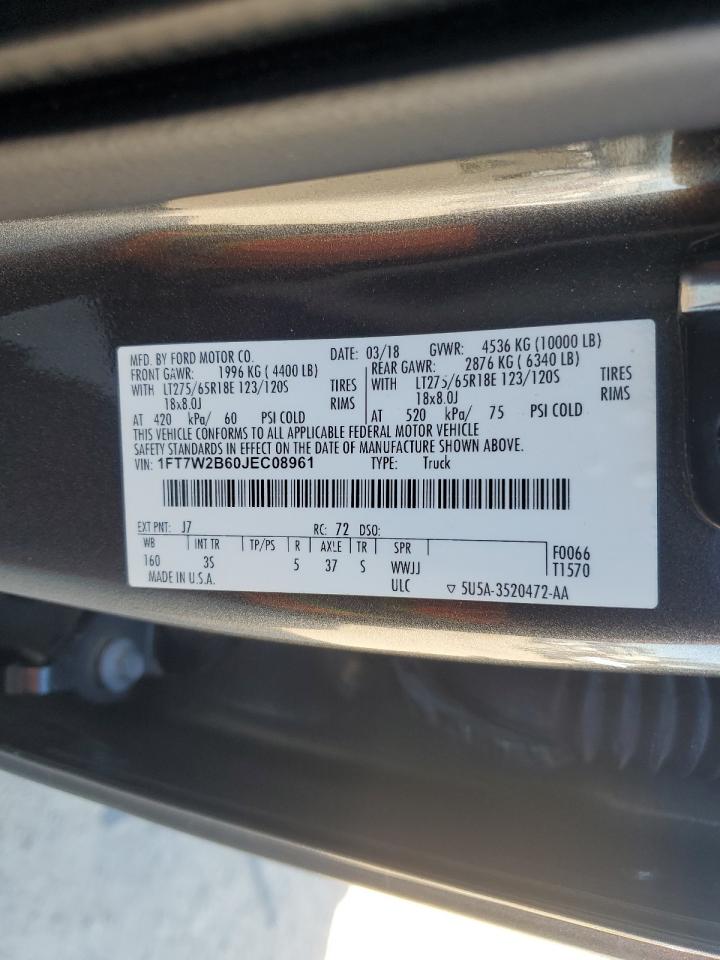 MFD. BY FORD MOTOR CO. DATE: 03/18 GVWR: 4536 KG (10000 LB)
FRONT GAWR: 1996 KG ( 4400 LB) REAR GAWR: 2876 KG ( 6340 LB)
WITH LT275/65R18E 123/120S TIRES WITH LT275/65R18E 123/120S TIRES
18x8.0J RIMS 18x8.0J RIMS
AT 420 kPa/ 60 PSI COLD AT 520 kPa/ 75 PSI COLD
THIS VEHICLE CONFORMS TO ALL APPLICABLE FEDERAL MOTOR VEHICLE
SAFETY STANDARDS IN EFFECT ON THE DATE OF MANUFACTURE SHOWN ABOVE.
VIN: 1FT7W2B60JEC08961 TYPE: Truck
EXT PNT: J7 RC: 72 DSO:
WB INT TR TP/PS R AXLE TR SPR F0066
160 3S 5 37 S WWJJ T1570
MADE IN U.S.A. ULC ▽ 5U5A-3520472-AA